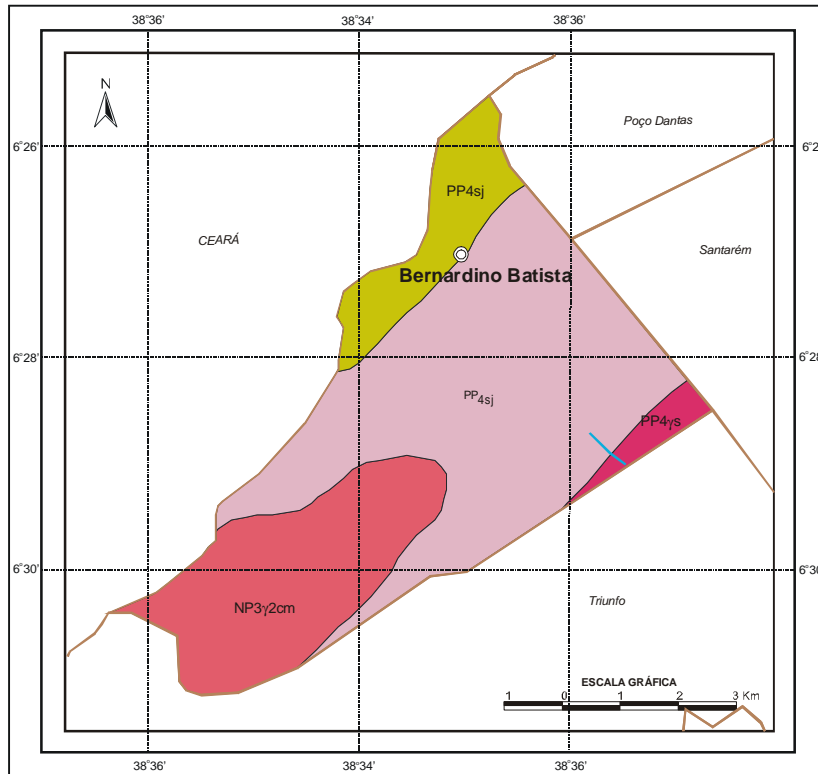 38°36' 38°34' 38°36'
N
Poço Dantas
6°26' 6°2
PP4sj
CEARÁ
Santarém
Bernardino Batista
6°28' 6°28
PP4sj
PP4γs
6°30' 6°30
NP3γ2cm
Triunfo
ESCALA GRÁFICA
1 0 1 2 3 Km
38°36' 38°34' 38°36'